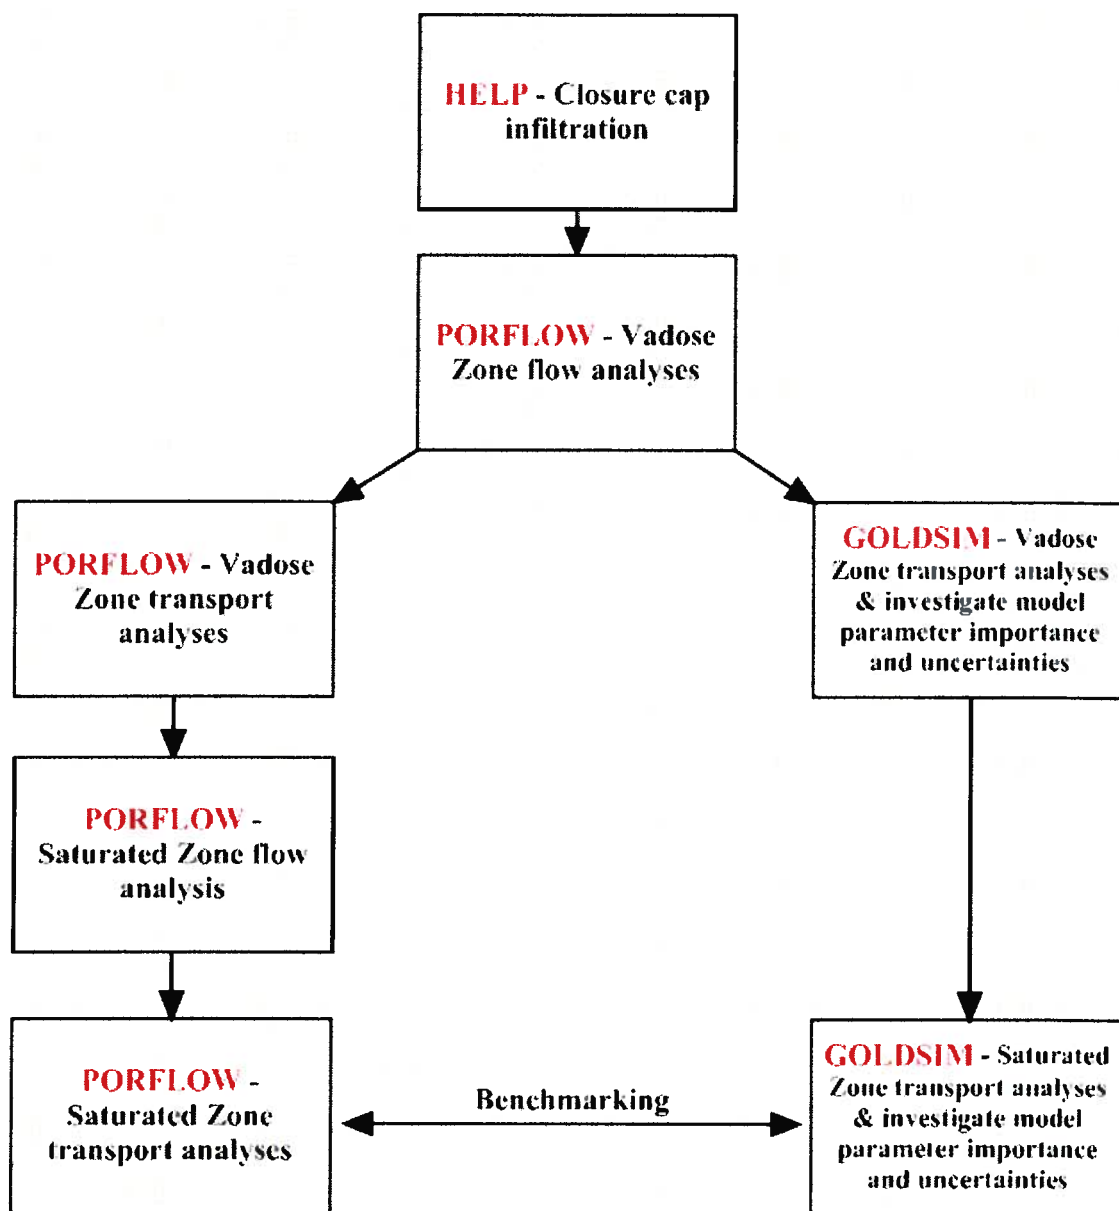 HELP - Closure cap
infiltration
PORFLOW - Vadose
Zone flow analyses
PORFLOW - Vadose
Zone transport
analyses
GOLDSIM - Vadose
Zone transport analyses
& investigate model
parameter importance
and uncertainties
PORFLOW -
Saturated Zone flow
analysis
PORFLOW -
Saturated Zone
transport analyses
Benchmarking
GOLDSIM - Saturated
Zone transport analyses
& investigate model
parameter importance
and uncertainties